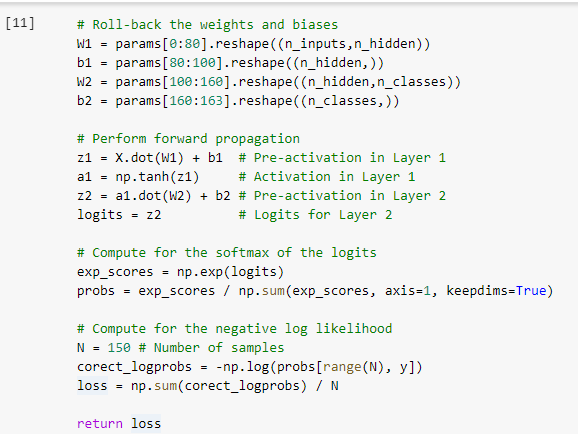 [11]
# Roll-back the weights and biases
W1 = params[0:80].reshape((n_inputs,n_hidden))
b1 = params[80:100].reshape((n_hidden,))
W2 = params[100:160].reshape((n_hidden,n_classes))
b2 = params[160:163].reshape((n_classes,))
# Perform forward propagation
z1 = X.dot(W1) + b1  # Pre-activation in Layer 1
a1 = np.tanh(z1)     # Activation in Layer 1
z2 = a1.dot(W2) + b2 # Pre-activation in Layer 2
logits = z2          # Logits for Layer 2
# Compute for the softmax of the logits
exp_scores = np.exp(logits)
probs = exp_scores / np.sum(exp_scores, axis=1, keepdims=True)
# Compute for the negative log likelihood
N = 150 # Number of samples
corect_logprobs = -np.log(probs[range(N), y])
loss = np.sum(corect_logprobs) / N
return loss